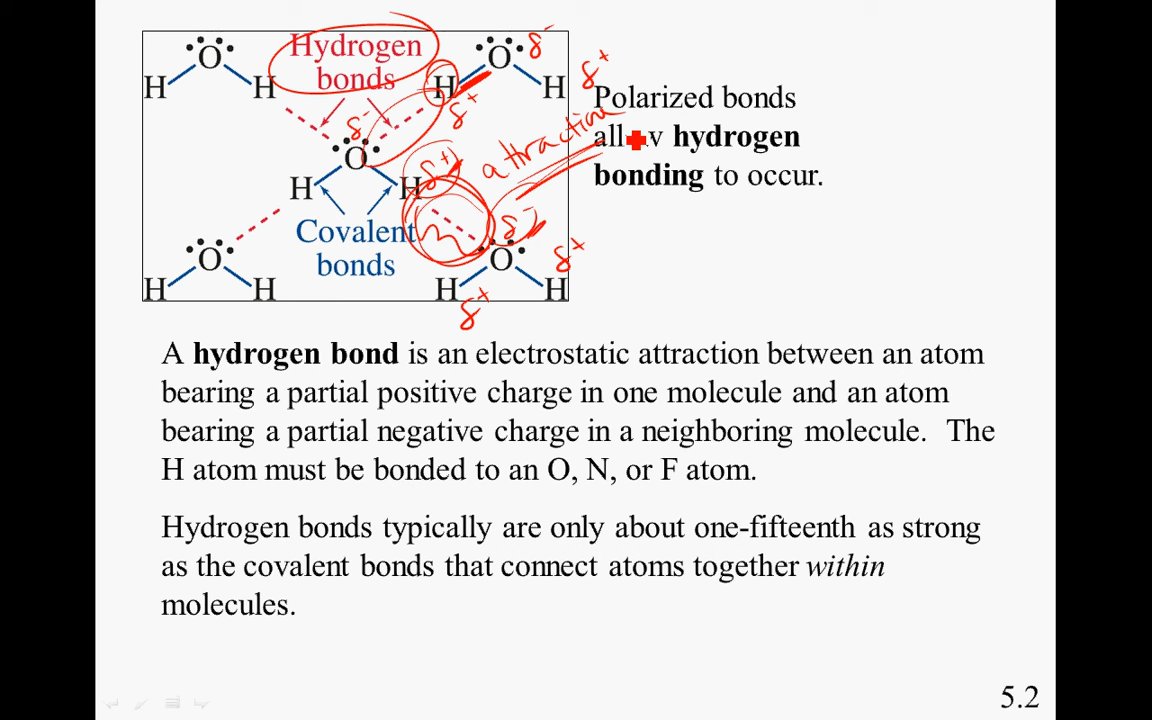 O
Hydrogen
bonds
O
δ-
H
H
H
H
δ+
δ+
δ-
O
H
H
δ+
attraction
Covalent
bonds
O
H
H
δ-
O
H
H
δ+
δ+
Polarized bonds
hydrogen
bonding to occur.
A hydrogen bond is an electrostatic attraction between an atom
bearing a partial positive charge in one molecule and an atom
bearing a partial negative charge in a neighboring molecule. The
H atom must be bonded to an O, N, or F atom.
Hydrogen bonds typically are only about one-fifteenth as strong
as the covalent bonds that connect atoms together within
molecules.
5.2